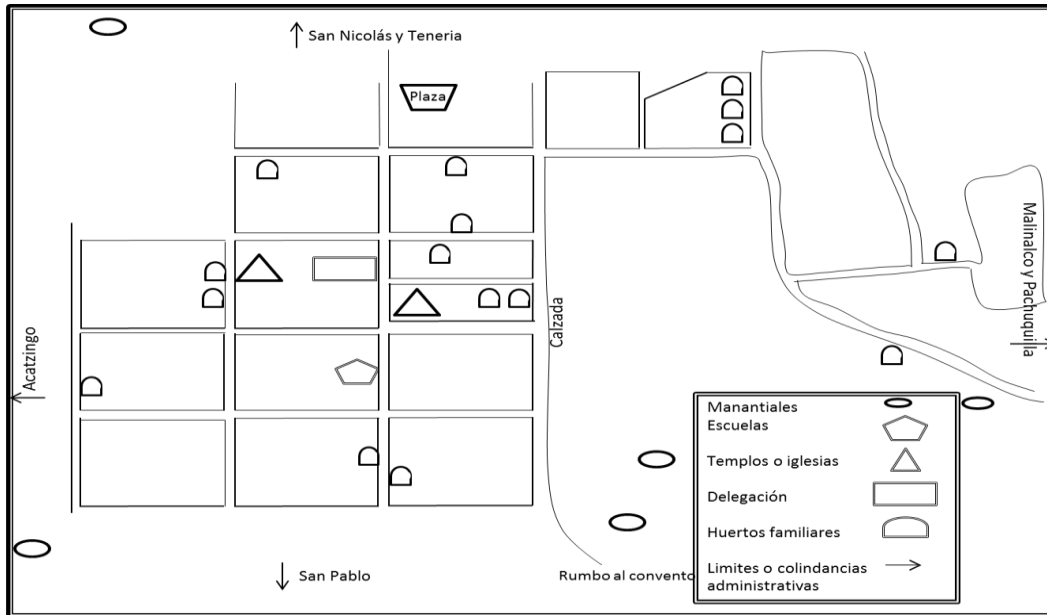 San Nicolás y Teneria
Plaza
Malinalco y Pachuquilla
Calzada
Acatzingo
Manantiales
Escuelas
Templos o iglesias
Delegación
Huertos familiares
Limites o colindancias
administrativas
San Pablo
Rumbo al convento